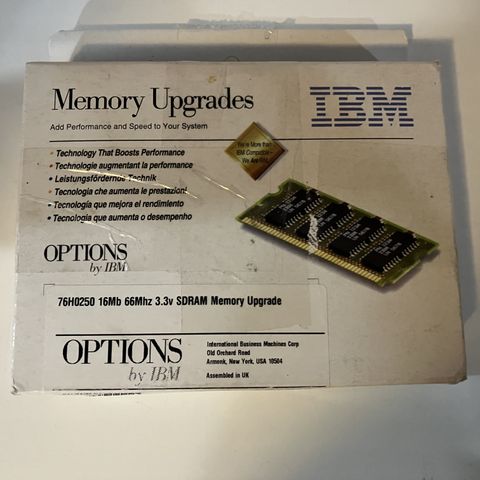 Memory Upgrades
IBM
Add Performance and Speed to Your System
We're More than
IBM Compatible-
We Are IBM.
• Technology That Boosts Performance
• Technologie augmentant la performance
• Leistungsfördernde Technik
• Tecnologia che aumenta le prestazioni
• Tecnología que mejora el rendimiento
• Tecnologia que aumenta o desempenho
OPTIONS
by IBM
76H0250 16Mb 66Mhz 3.3v SDRAM Memory Upgrade
OPTIONS
by IBM
International Business Machines Corp
Old Orchard Road
Armonk, New York, USA 10504
Assembled in UK